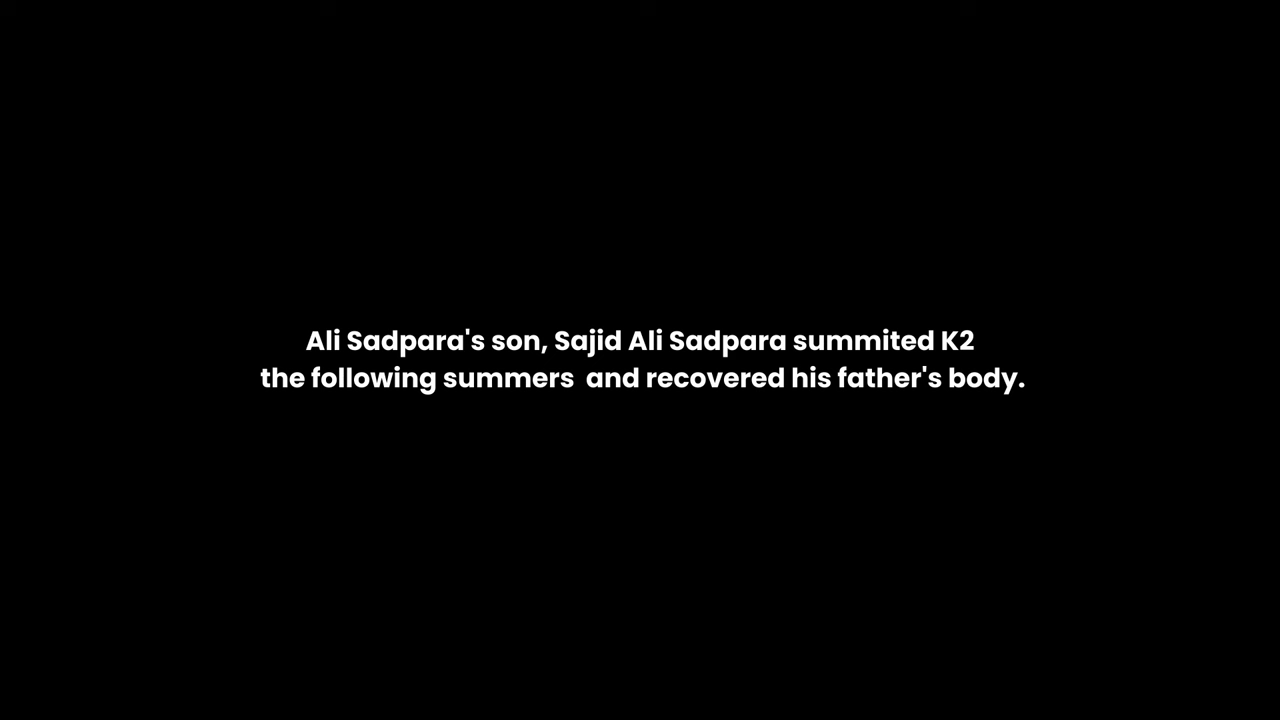 Ali Sadpara's son, Sajid Ali Sadpara summited K2
the following summers  and recovered his father's body.